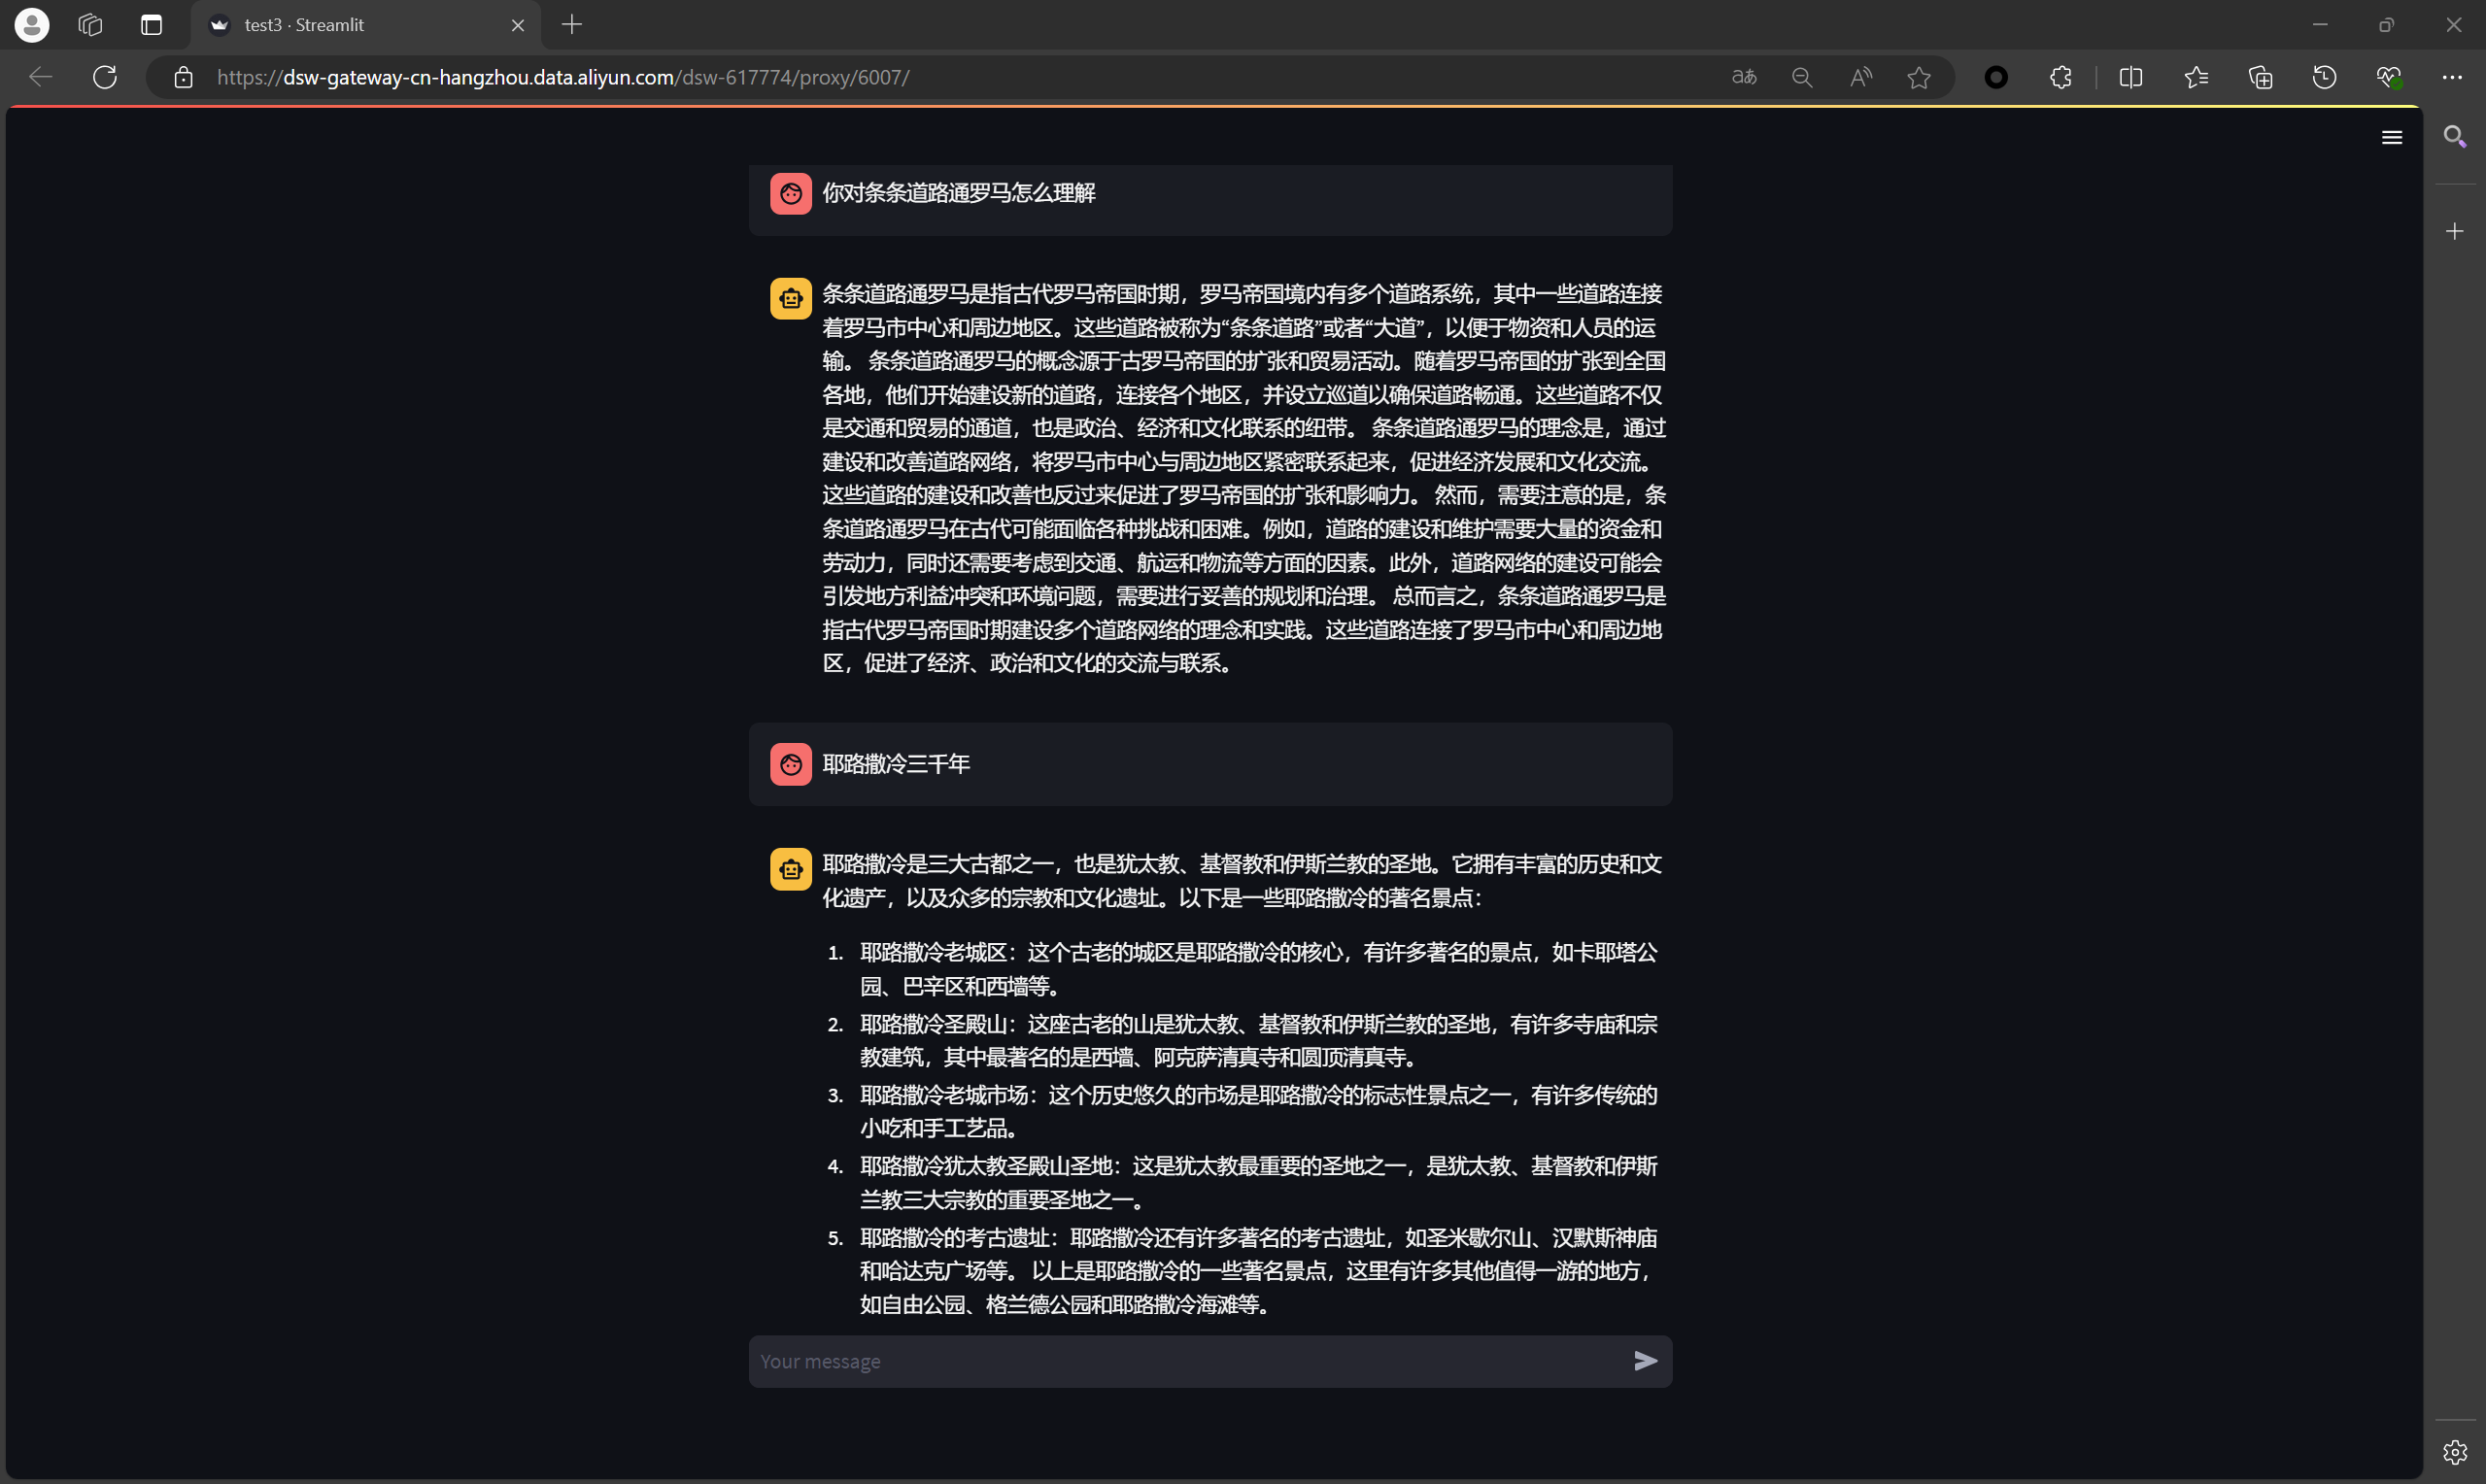 test3 · Streamlit
https://dsw-gateway-cn-hangzhou.data.aliyun.com/dsw-617774/proxy/6007/
aあ
你对条条道路通罗马怎么理解
条条道路通罗马是指古代罗马帝国时期，罗马帝国境内有多个道路系统，其中一些道路连接
着罗马市中心和周边地区。这些道路被称为“条条道路”或者“大道”，以便于物资和人员的运
输。 条条道路通罗马的概念源于古罗马帝国的扩张和贸易活动。随着罗马帝国的扩张到全国
各地，他们开始建设新的道路，连接各个地区，并设立巡道以确保道路畅通。这些道路不仅
是交通和贸易的通道，也是政治、经济和文化联系的纽带。 条条道路通罗马的理念是，通过
建设和改善道路网络，将罗马市中心与周边地区紧密联系起来，促进经济发展和文化交流。
这些道路的建设和改善也反过来促进了罗马帝国的扩张和影响力。 然而，需要注意的是，条
条道路通罗马在古代可能面临各种挑战和困难。例如，道路的建设和维护需要大量的资金和
劳动力，同时还需要考虑到交通、航运和物流等方面的因素。此外，道路网络的建设可能会
引发地方利益冲突和环境问题，需要进行妥善的规划和治理。 总而言之，条条道路通罗马是
指古代罗马帝国时期建设多个道路网络的理念和实践。这些道路连接了罗马市中心和周边地
区，促进了经济、政治和文化的交流与联系。
耶路撒冷三千年
耶路撒冷是三大古都之一，也是犹太教、基督教和伊斯兰教的圣地。它拥有丰富的历史和文
化遗产，以及众多的宗教和文化遗址。以下是一些耶路撒冷的著名景点：
1. 耶路撒冷老城区：这个古老的城区是耶路撒冷的核心，有许多著名的景点，如卡耶塔公
园、巴辛区和西墙等。
2. 耶路撒冷圣殿山：这座古老的山是犹太教、基督教和伊斯兰教的圣地，有许多寺庙和宗
教建筑，其中最著名的是西墙、阿克萨清真寺和圆顶清真寺。
3. 耶路撒冷老城市场：这个历史悠久的市场是耶路撒冷的标志性景点之一，有许多传统的
小吃和手工艺品。
4. 耶路撒冷犹太教圣殿山圣地：这是犹太教最重要的圣地之一，是犹太教、基督教和伊斯
兰教三大宗教的重要圣地之一。
5. 耶路撒冷的考古遗址：耶路撒冷还有许多著名的考古遗址，如圣米歇尔山、汉默斯神庙
和哈达克广场等。 以上是耶路撒冷的一些著名景点，这里有许多其他值得一游的地方，
如自由公园、格兰德公园和耶路撒冷海滩等。
Your message